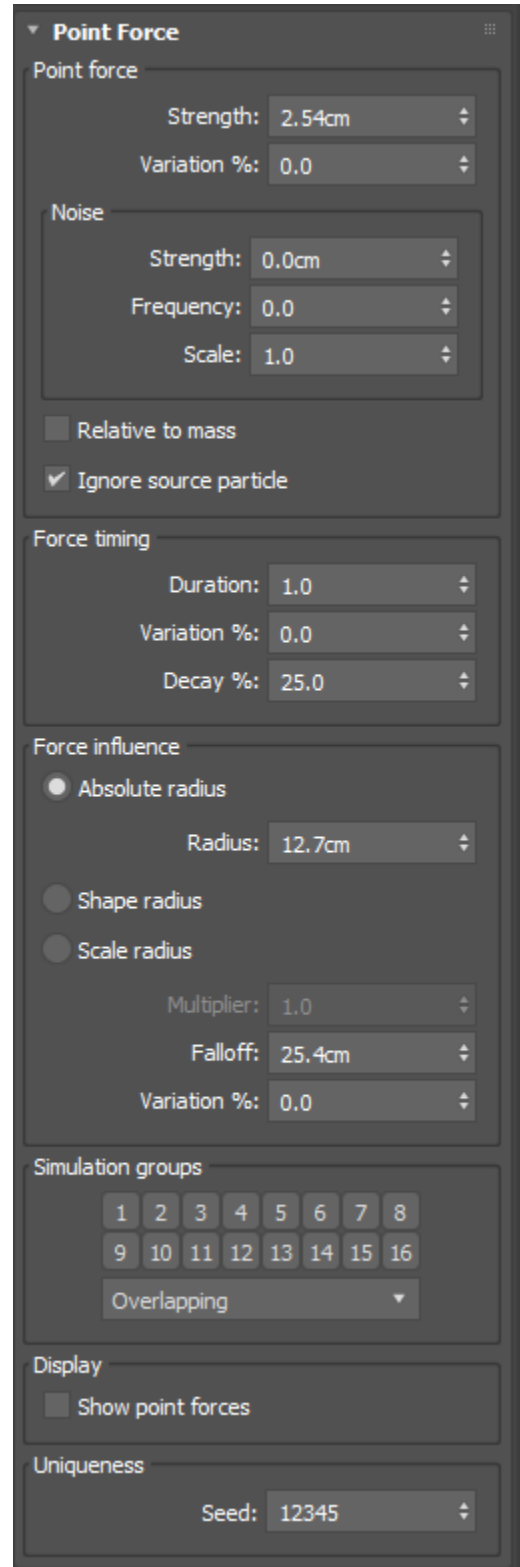 Point Force
Point force
Strength: 2.54cm
Variation %: 0.0
Noise
Strength: 0.0cm
Frequency: 0.0
Scale: 1.0
Relative to mass
Ignore source particle
Force timing
Duration: 1.0
Variation %: 0.0
Decay %: 25.0
Force influence
Absolute radius
Radius: 12.7cm
Shape radius
Scale radius
Multiplier: 1.0
Falloff: 25.4cm
Variation %: 0.0
Simulation groups
1 2 3 4 5 6 7 8
9 10 11 12 13 14 15 16
Overlapping
Display
Show point forces
Uniqueness
Seed: 12345